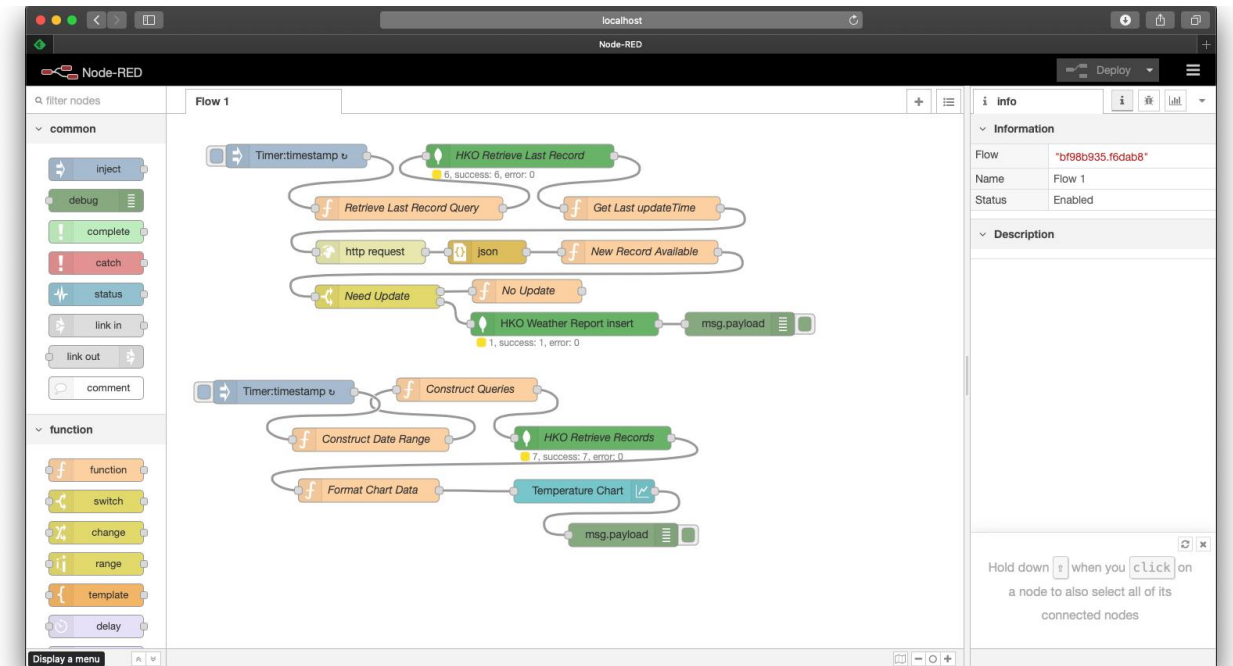 localhost
Node-RED
Node-RED
Deploy
filter nodes
Flow 1
i info
i
common
inject
debug
complete
catch
status
link in
link out
comment
function
function
switch
change
range
template
delay
Display a menu
Timer:timestamp ↻
HKO Retrieve Last Record
6, success: 6, error: 0
Retrieve Last Record Query
Get Last updateTime
http request
json
New Record Available
Need Update
No Update
HKO Weather Report insert
msg.payload
1, success: 1, error: 0
Timer:timestamp ↻
Construct Queries
Construct Date Range
HKO Retrieve Records
7, success: 7, error: 0
Format Chart Data
Temperature Chart
msg.payload
Information
Flow "bf98b935.f6dab8"
Name Flow 1
Status Enabled
Description
Hold down ⇧ when you click on
a node to also select all of its
connected nodes